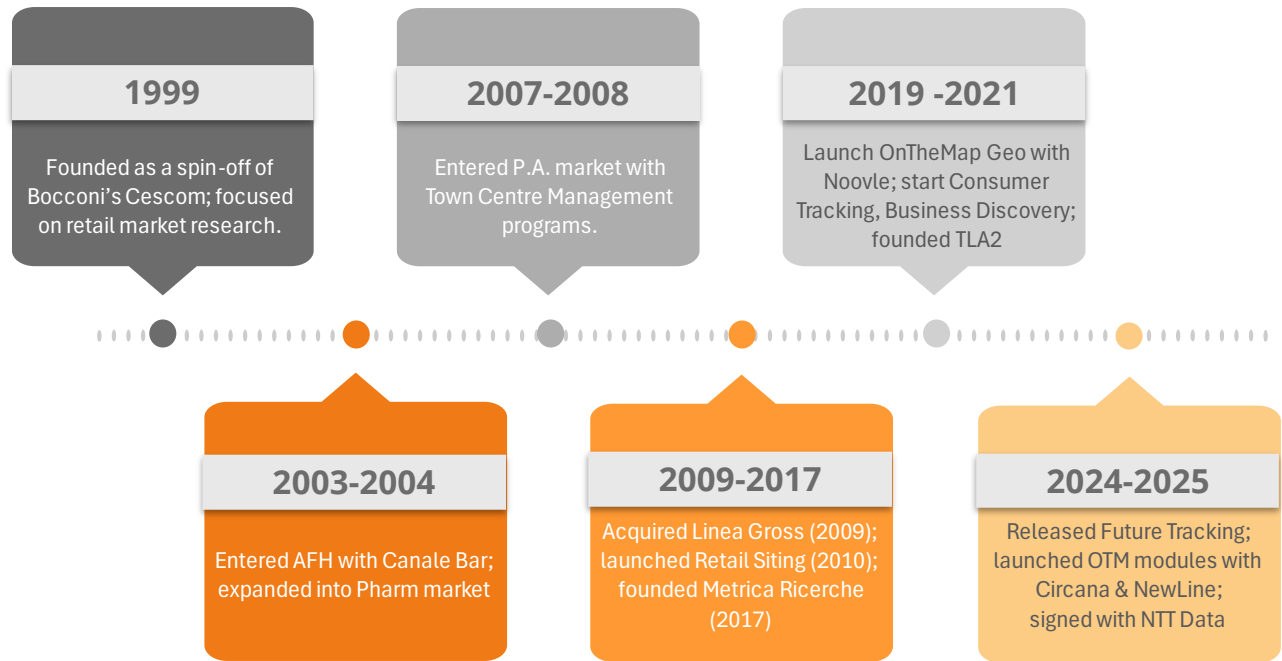 1999
Founded as a spin-off of
Bocconi's Cescom; focused
on retail market research.
2003-2004
Entered AFH with Canale Bar;
expanded into Pharm market
2007-2008
Entered P.A. market with
Town Centre Management
programs.
2009-2017
Acquired Linea Gross (2009);
launched Retail Siting (2010);
founded Metrica Ricerche
(2017)
2019 -2021
Launch OnTheMap Geo with
Noovle; start Consumer
Tracking, Business Discovery;
founded TLA2
2024-2025
Released Future Tracking;
launched OTM modules with
Circana & NewLine;
signed with NTT Data